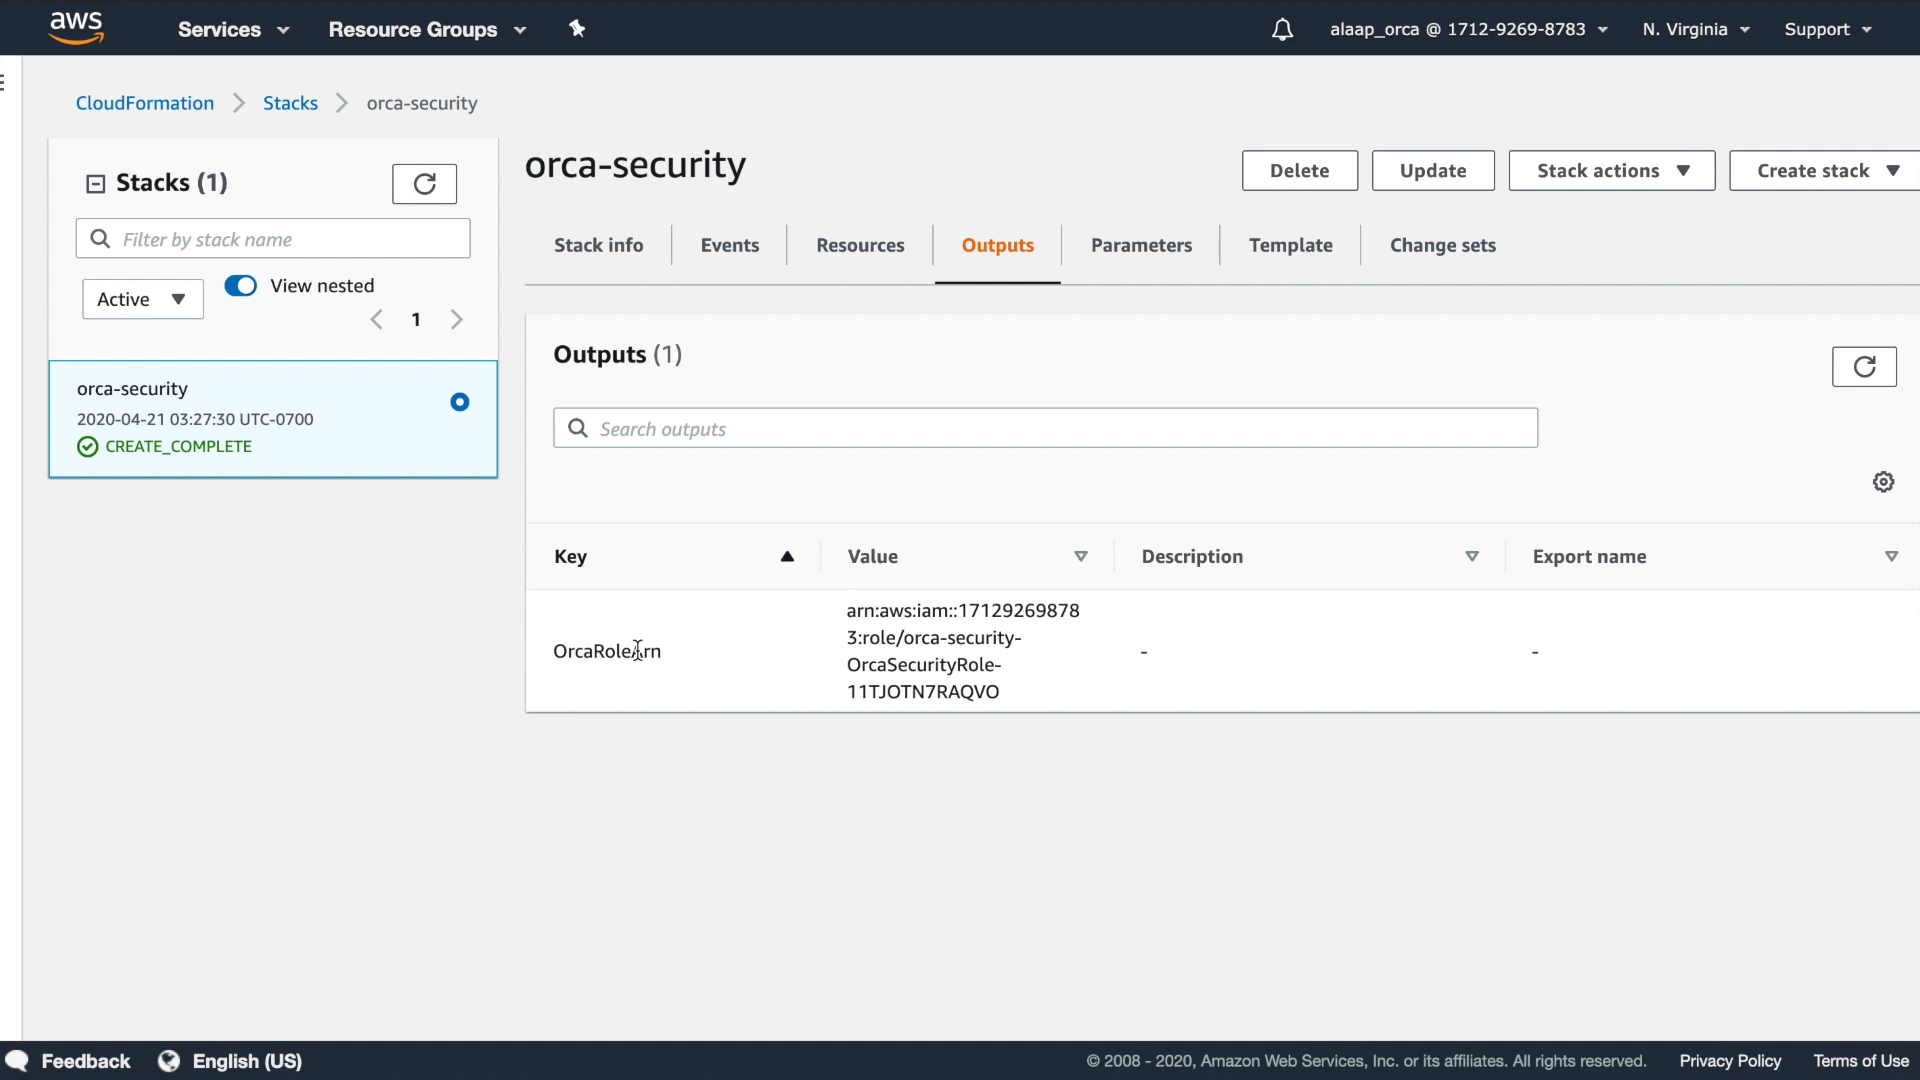 aws
Services
Resource Groups
alaap_orca @ 1712-9269-8783
N. Virginia
Support
CloudFormation
Stacks
orca-security
Stacks (1)
Filter by stack name
Active
View nested
1
orca-security
2020-04-21 03:27:30 UTC-0700
CREATE_COMPLETE
orca-security
Delete
Update
Stack actions
Create stack
Stack info
Events
Resources
Outputs
Parameters
Template
Change sets
Outputs (1)
Search outputs
Key
Value
Description
Export name
OrcaRoleArn
arn:aws:iam::17129269878
3:role/orca-security-
OrcaSecurityRole-
11TJOTN7RAQVO
-
-
Feedback
English (US)
© 2008 - 2020, Amazon Web Services, Inc. or its affiliates. All rights reserved.
Privacy Policy
Terms of Use